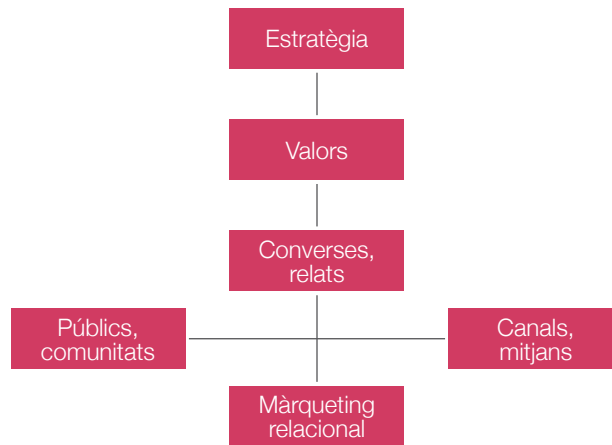 Estratègia
Valors
Converses,
relats
Públics,
comunitats
Canals,
mitjans
Màrqueting
relacional